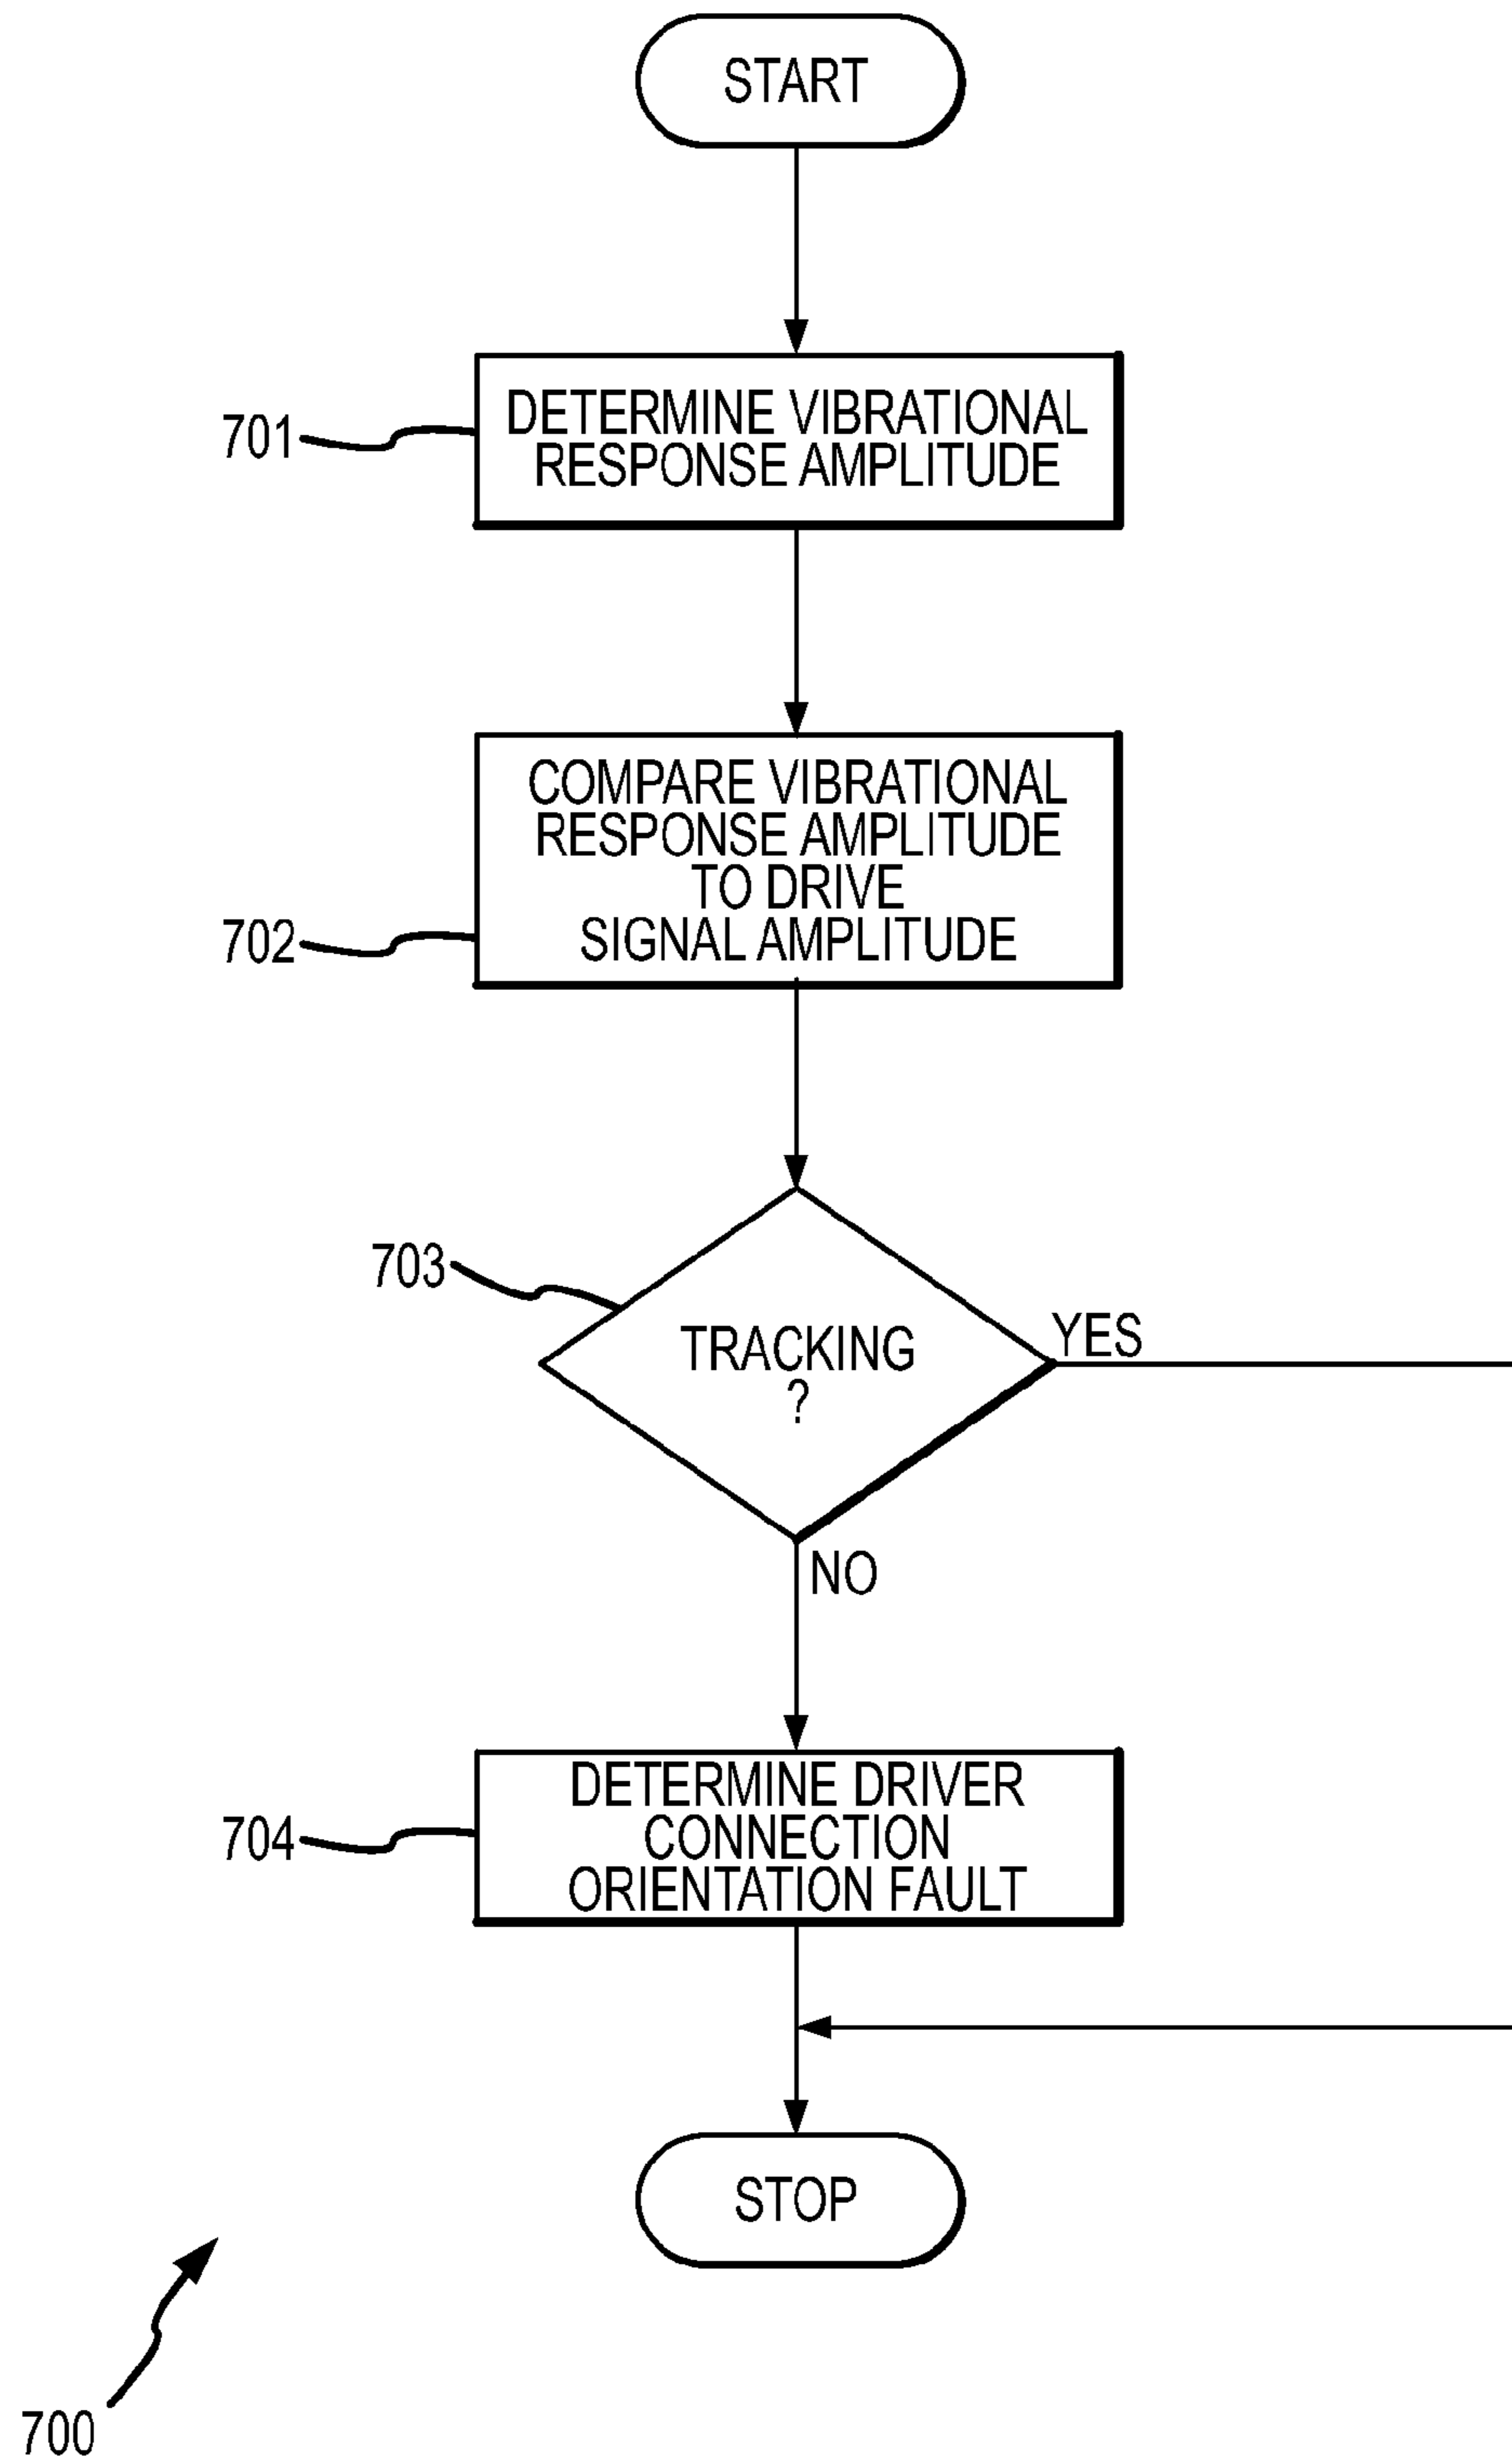 START
701
DETERMINE VIBRATIONAL
RESPONSE AMPLITUDE
COMPARE VIBRATIONAL
RESPONSE AMPLITUDE
TO DRIVE
SIGNAL AMPLITUDE
702
703
TRACKING
?
YES
NO
704
DETERMINE DRIVER
CONNECTION
ORIENTATION FAULT
STOP
700